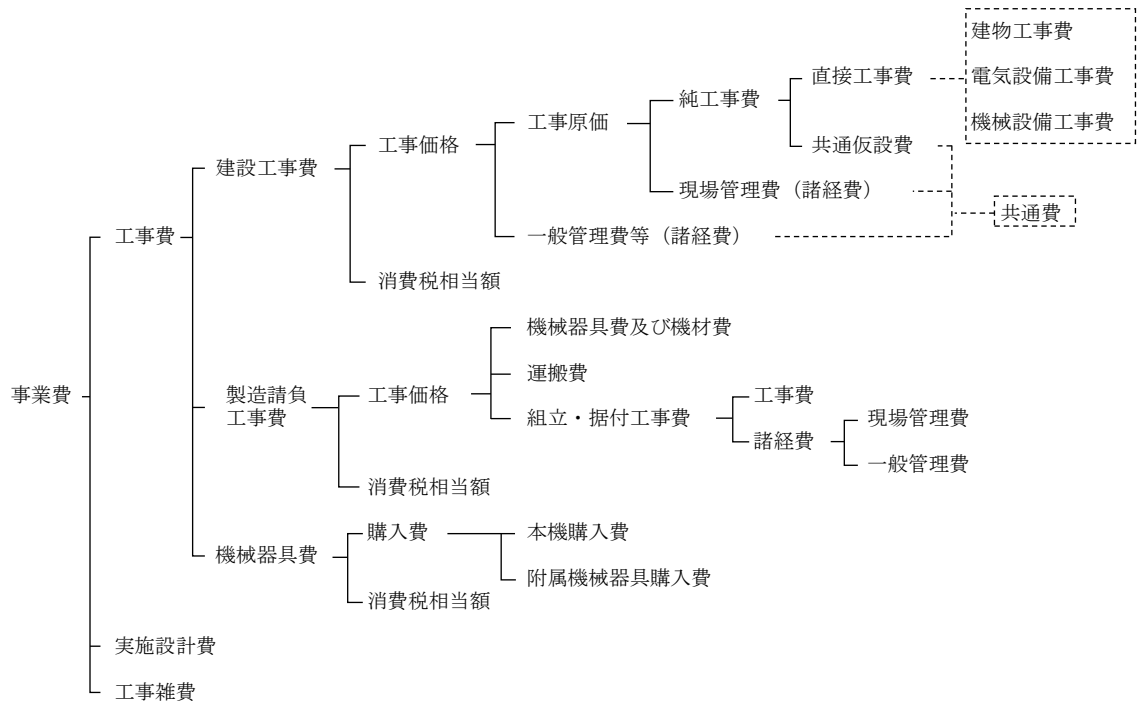 建物工事費
直接工事費
電気設備工事費
純工事費
工事原価
機械設備工事費
工事価格
共通仮設費
建設工事費
現場管理費（諸経費）
共通費
工事費
一般管理費等（諸経費）
消費税相当額
機械器具費及び機材費
運搬費
事業費
製造請負
工事費
工事価格
組立・据付工事費
工事費
現場管理費
諸経費
一般管理費
消費税相当額
機械器具費
購入費
本機購入費
附属機械器具購入費
消費税相当額
実施設計費
工事雑費